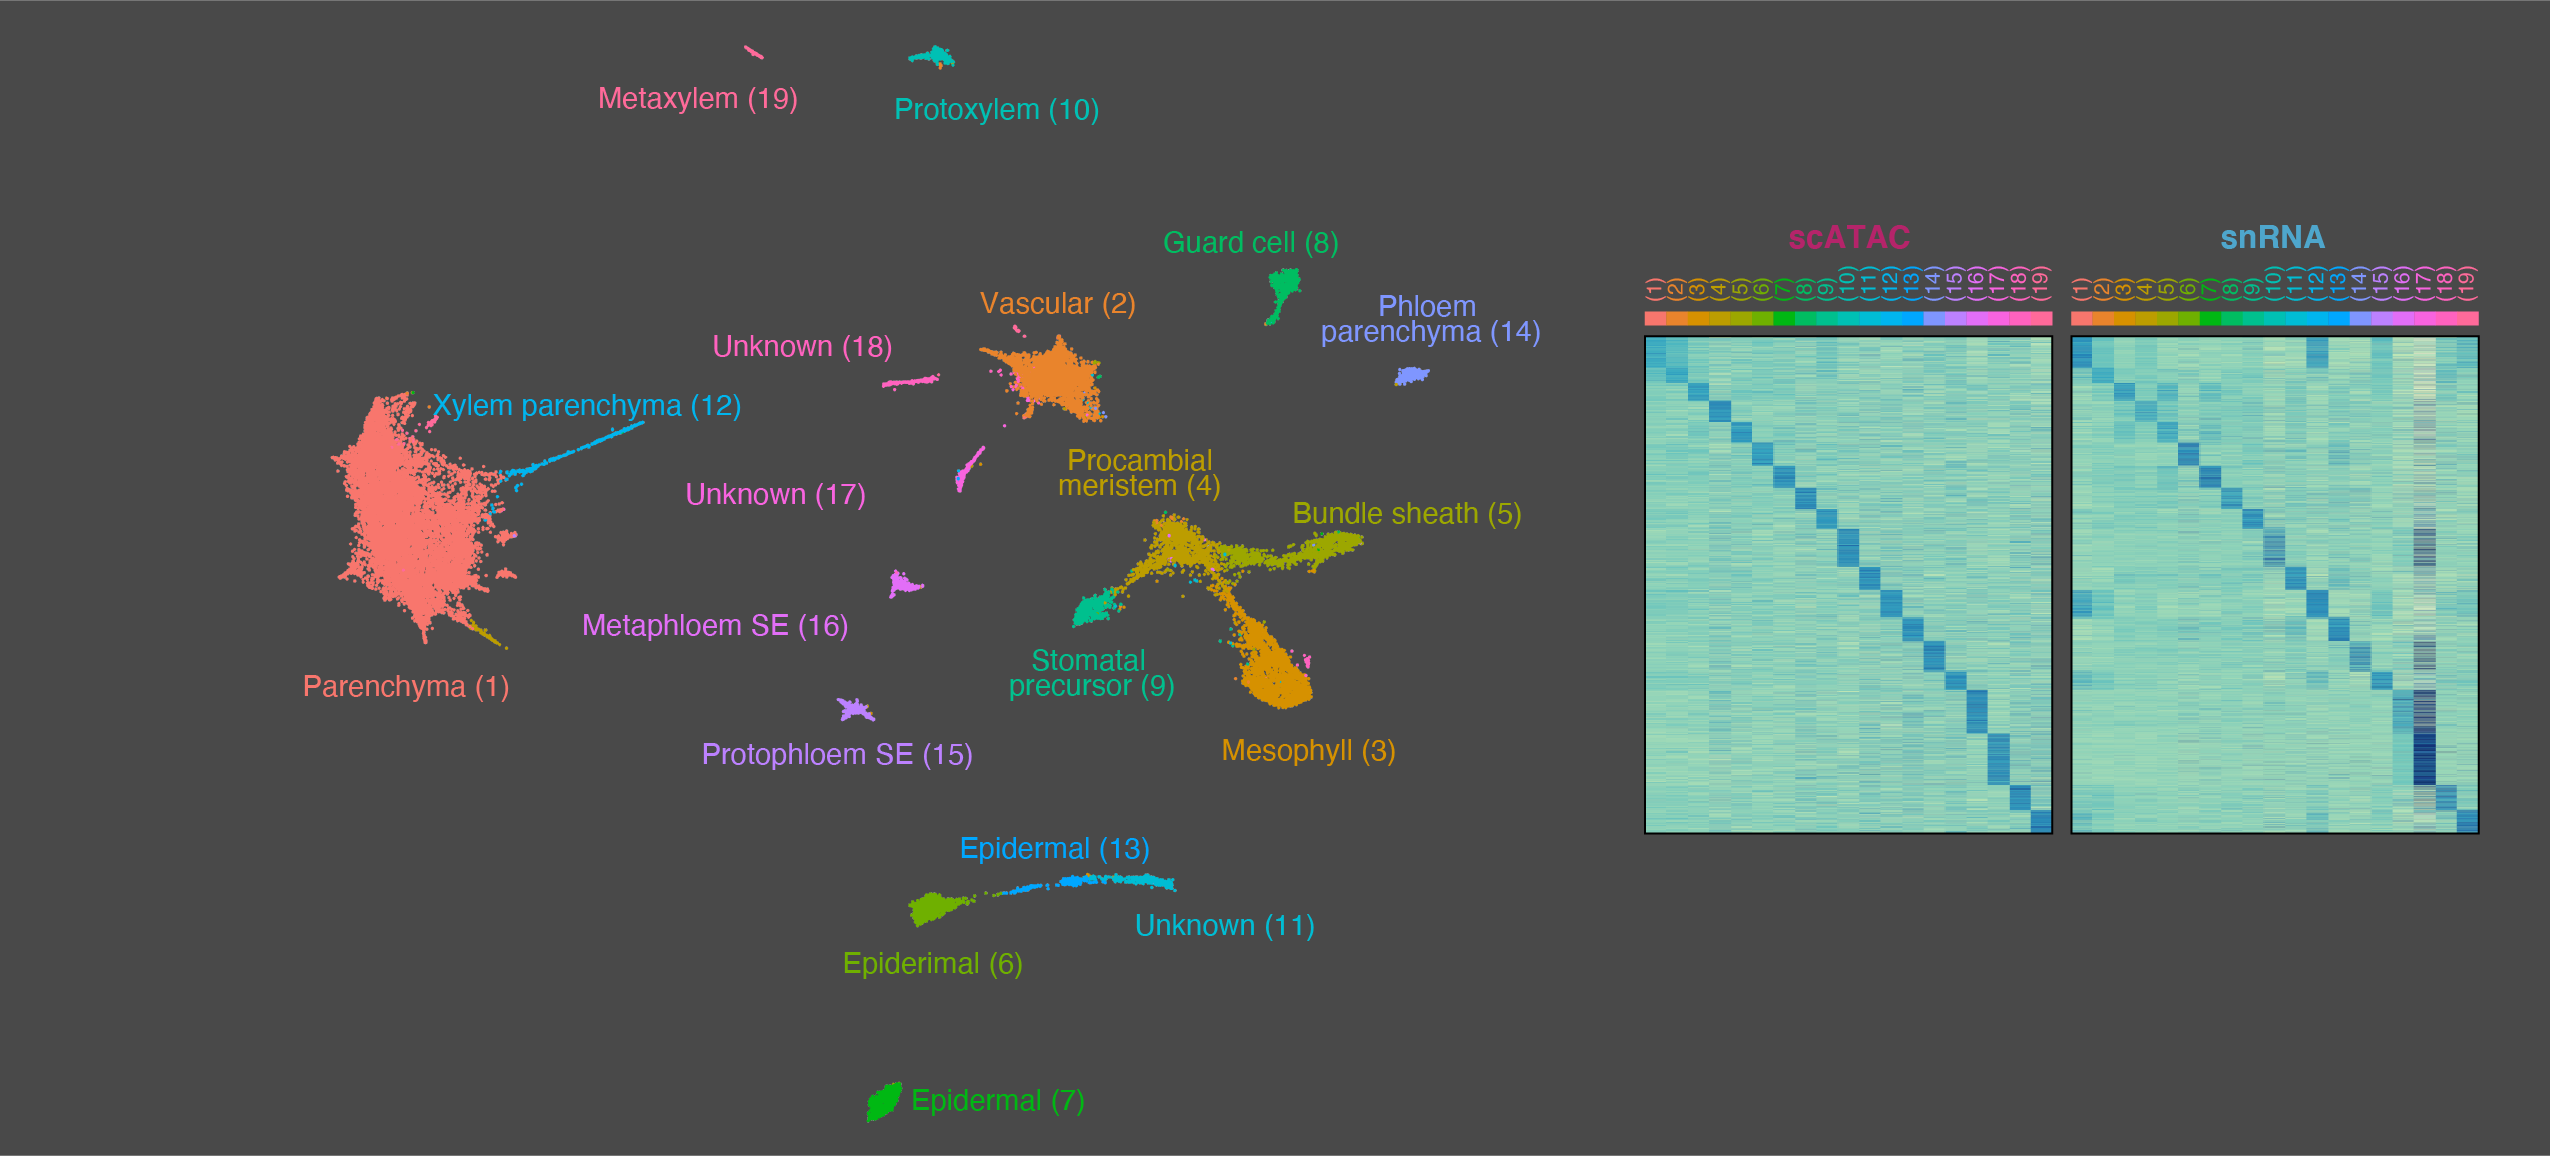 Metaxylem (19)
Protoxylem (10)
Guard cell (8)
Vascular (2)
Phloem
parenchyma (14)
Unknown (18)
Xylem parenchyma (12)
Procambial
meristem (4)
Unknown (17)
Bundle sheath (5)
Metaphloem SE (16)
Stomatal
precursor (9)
Parenchyma (1)
Protophloem SE (15)
Mesophyll (3)
Epidermal (13)
Unknown (11)
Epiderimal (6)
Epidermal (7)
scATAC
(1) (2) (3) (4) (5) (6) (7) (8) (9) (10) (11) (12) (13) (14) (15) (16) (17) (18) (19)
snRNA
(1) (2) (3) (4) (5) (6) (7) (8) (9) (10) (11) (12) (13) (14) (15) (16) (17) (18) (19)